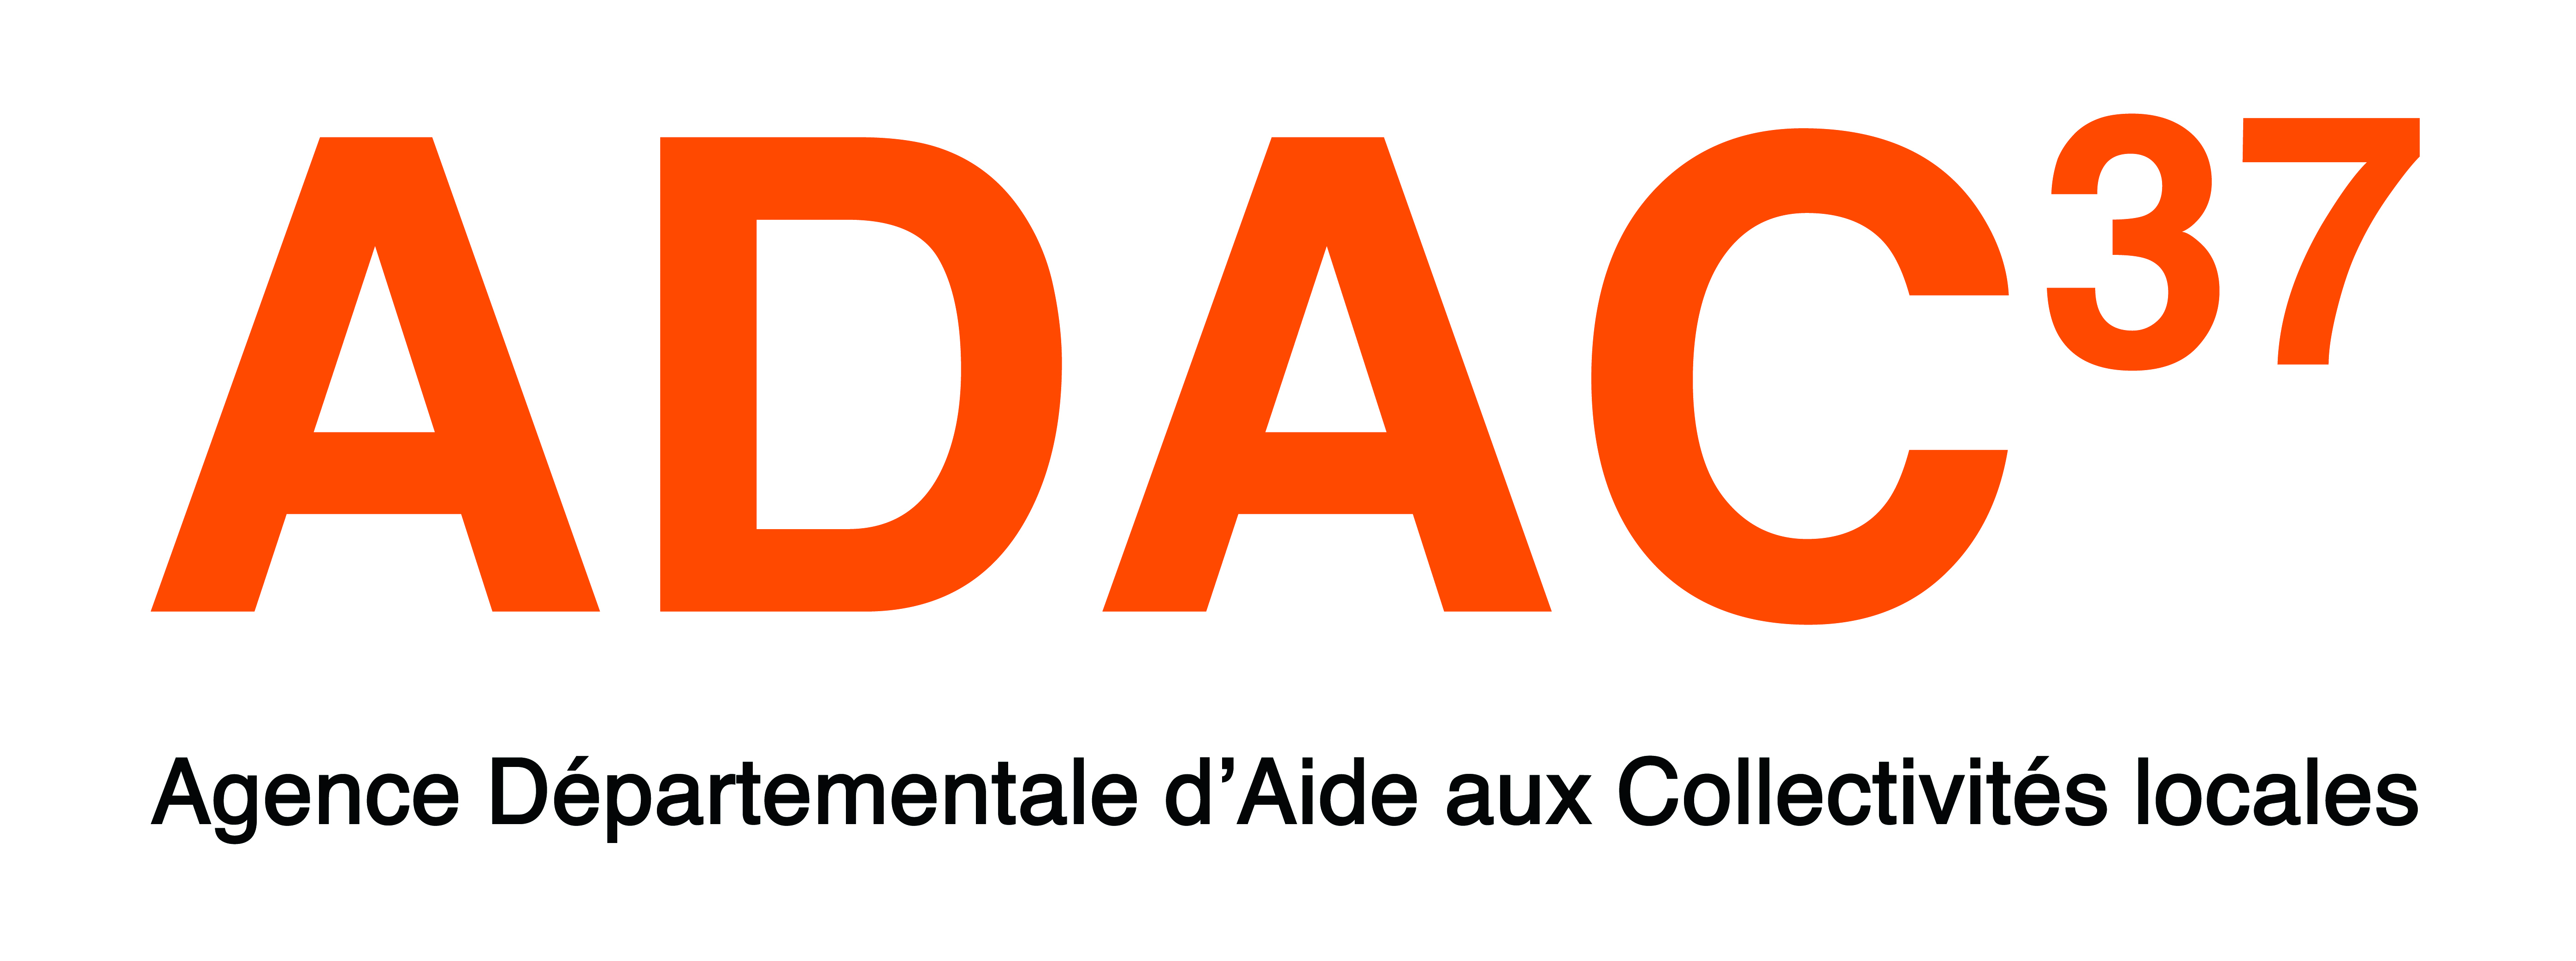 ADAC37
Agence Départementale d’Aide aux Collectivités locales